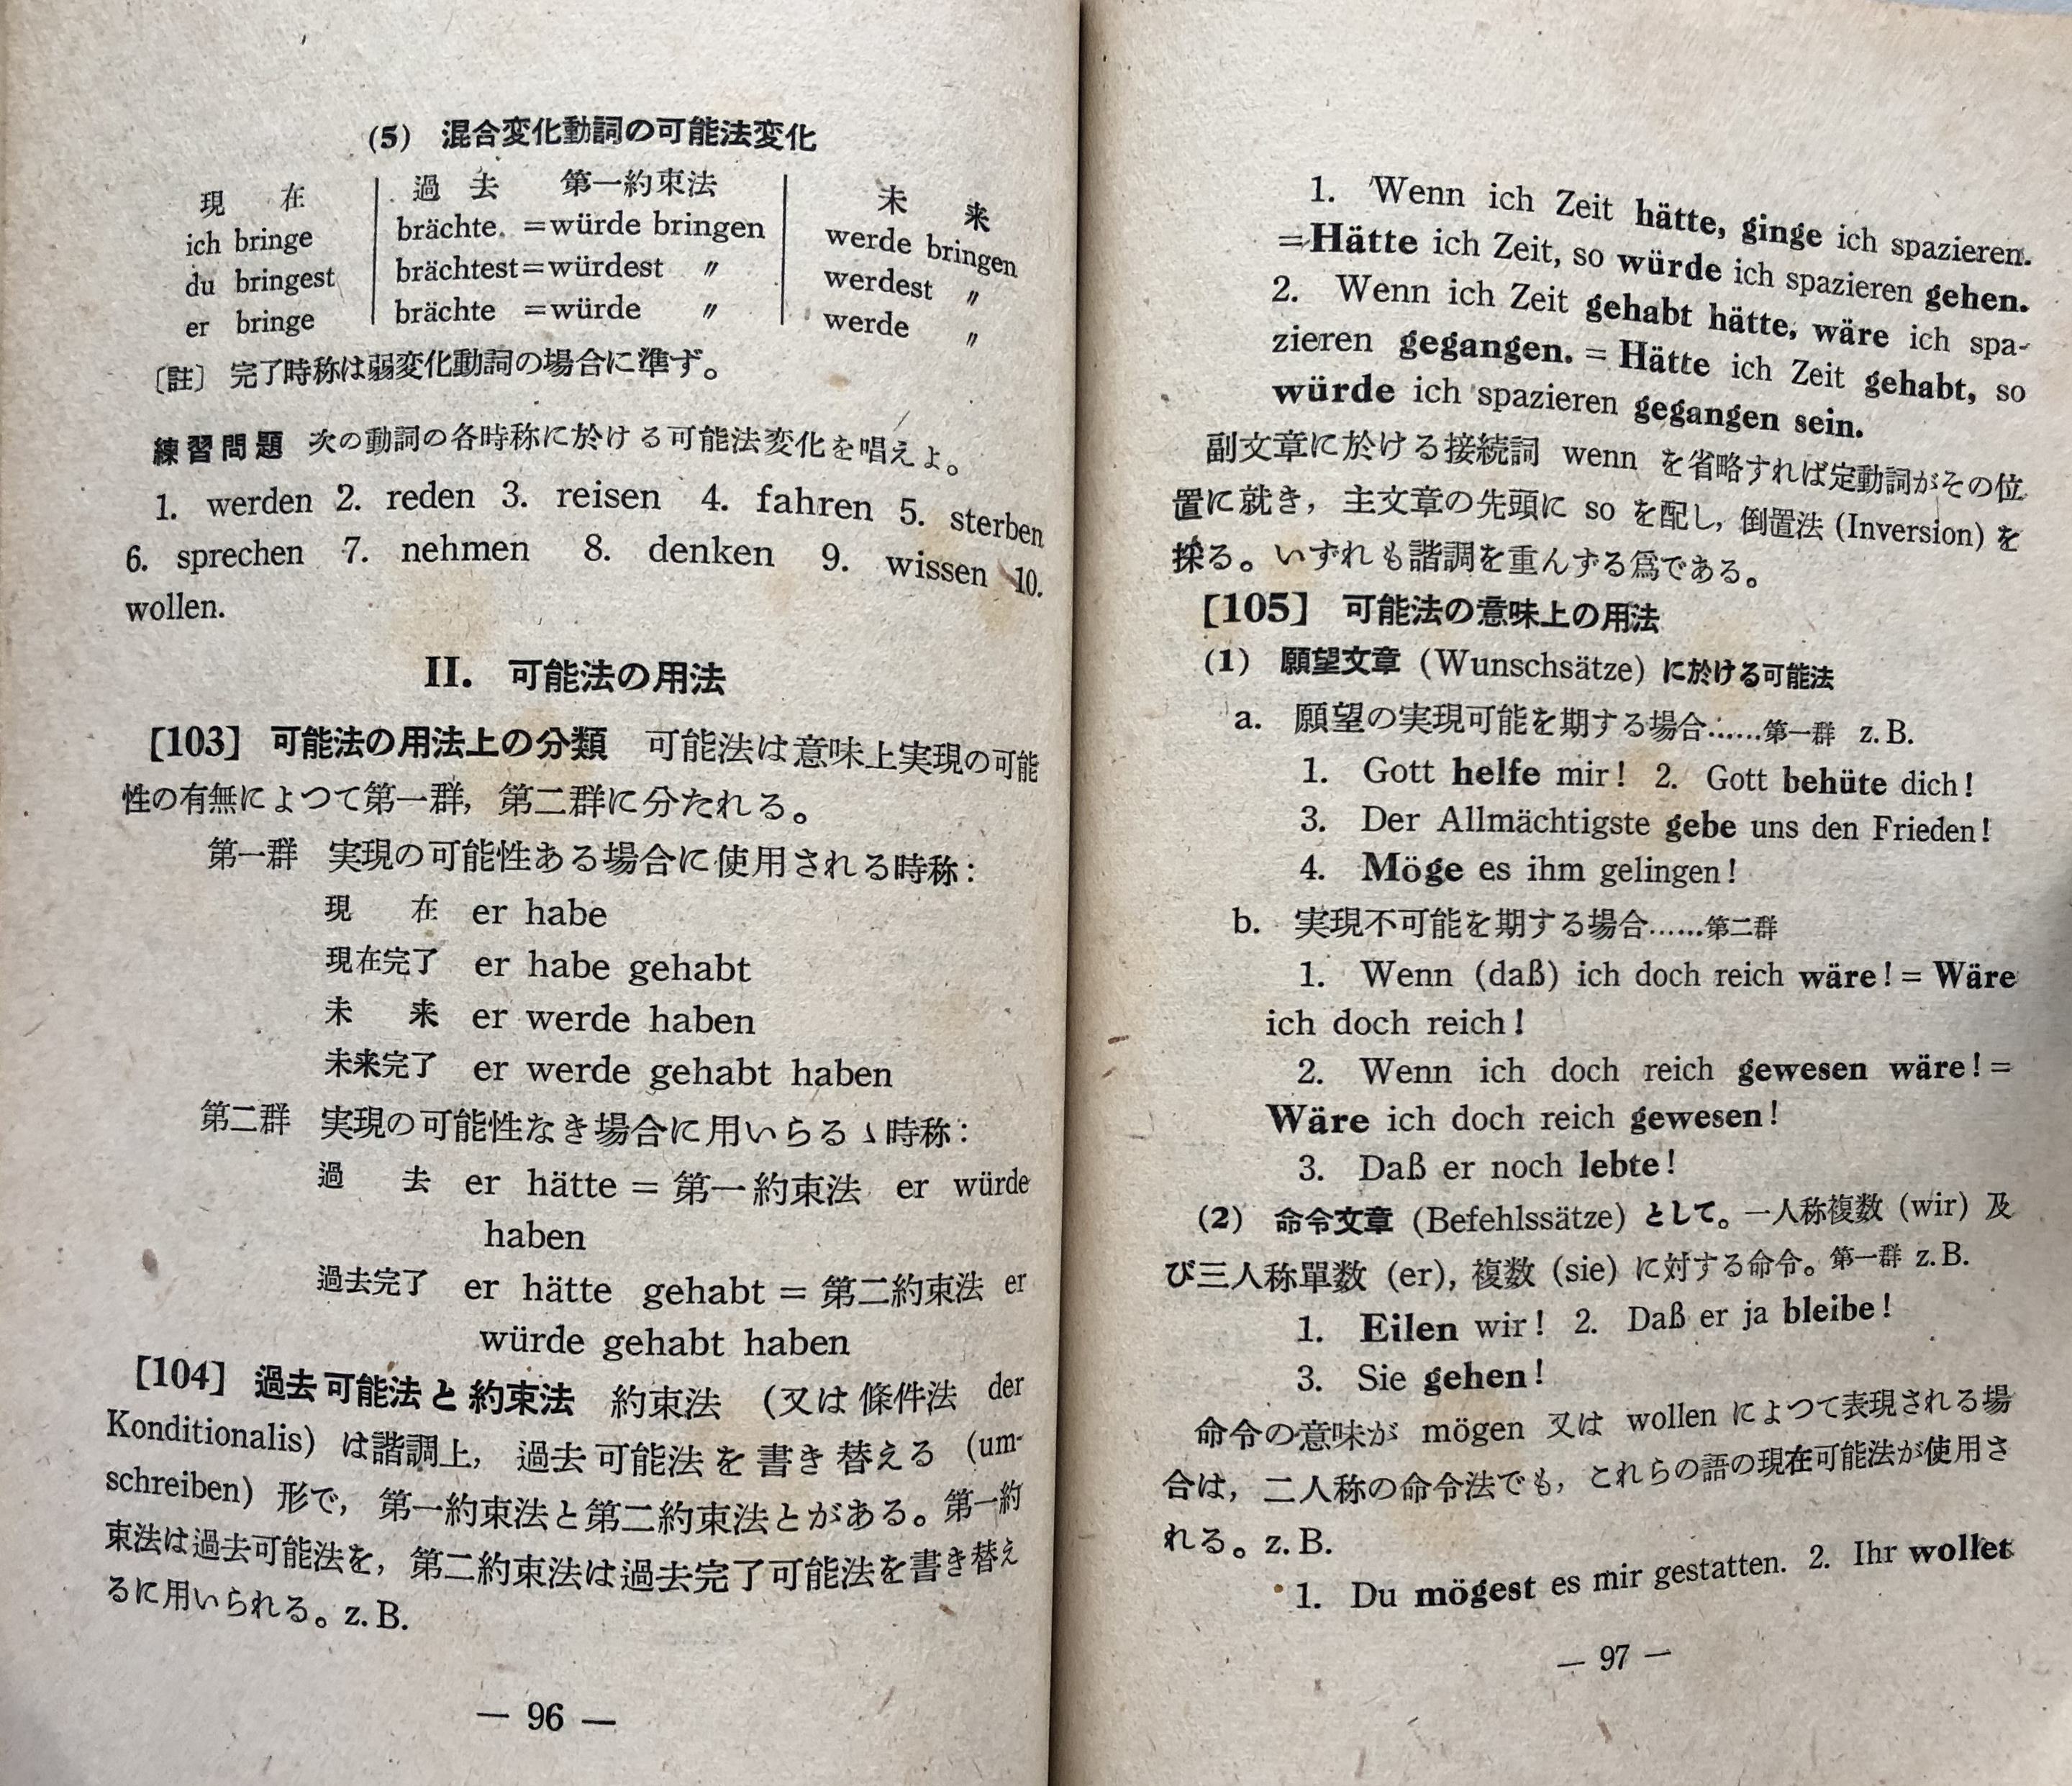 (5) 混合変化動詞の可能法変化
現　在　過　去　第一約束法　未　来
ich bringe　brächte. =würde bringen　werde bringen
du bringest　brächtest=würdest 〃　werdest 〃
er bringe　brächte =würde 〃　werde 〃
〔註〕 完了時称は弱変化動詞の場合に準ず。
練習問題 次の動詞の各時称に於ける可能法変化を唱えよ。
1. werden 2. reden 3. reisen 4. fahren 5. sterben
6. sprechen 7. nehmen 8. denken 9. wissen 10.
wollen.
II. 可能法の用法
[103] 可能法の用法上の分類　可能法は意味上実現の可能
性の有無によつて第一群, 第二群に分たれる。
第一群　実現の可能性ある場合に使用される時称:
現　在　er habe
現在完了　er habe gehabt
未　来　er werde haben
未来完了　er werde gehabt haben
第二群　実現の可能性なき場合に用いらるゝ時称:
過　去　er hätte = 第一約束法 er würde
haben
過去完了　er hätte gehabt = 第二約束法 er
würde gehabt haben
[104] 過去可能法と約束法　約束法 (又は條件法 der
Konditionalis) は諧調上, 過去可能法を書き替える (um-
schreiben) 形で, 第一約束法と第二約束法とがある。第一約
束法は過去可能法を, 第二約束法は過去完了可能法を書き替え
るに用いられる。z. B.
— 96 —
1. Wenn ich Zeit hätte, ginge ich spazieren.
=Hätte ich Zeit, so würde ich spazieren gehen.
2. Wenn ich Zeit gehabt hätte, wäre ich spa-
zieren gegangen. = Hätte ich Zeit gehabt, so
würde ich spazieren gegangen sein.
副文章に於ける接続詞 wenn を省略すれば定動詞がその位
置に就き, 主文章の先頭に so を配し, 倒置法 (Inversion) を
採る。いずれも諧調を重んずる爲である。
[105] 可能法の意味上の用法
(1) 願望文章 (Wunschsätze) に於ける可能法
a. 願望の実現可能を期する場合……第一群 z. B.
1. Gott helfe mir! 2. Gott behüte dich!
3. Der Allmächtigste gebe uns den Frieden!
4. Möge es ihm gelingen!
b. 実現不可能を期する場合……第二群
1. Wenn (daß) ich doch reich wäre! = Wäre
ich doch reich!
2. Wenn ich doch reich gewesen wäre! =
Wäre ich doch reich gewesen!
3. Daß er noch lebte!
(2) 命令文章 (Befehlssätze) として。一人称複数 (wir) 及
び三人称單数 (er), 複数 (sie) に対する命令。第一群 z. B.
1. Eilen wir! 2. Daß er ja bleibe!
3. Sie gehen!
命令の意味が mögen 又は wollen によつて表現される場
合は, 二人称の命令法でも, これらの語の現在可能法が使用さ
れる。z. B.
1. Du mögest es mir gestatten. 2. Ihr wollet
— 97 —